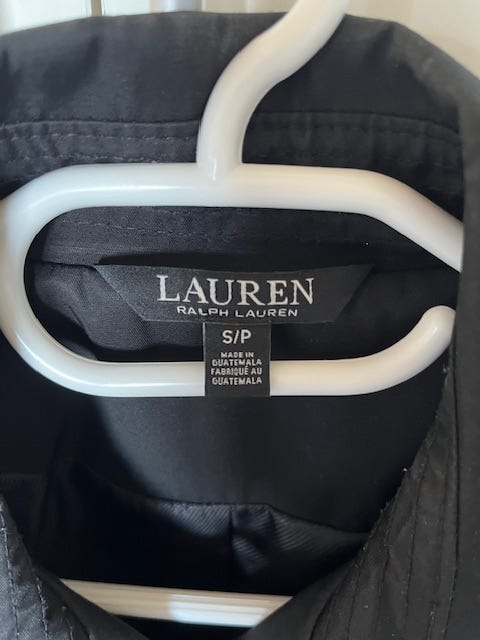 LAUREN
RALPH LAUREN
S/P
MADE IN
GUATEMALA
FABRIQUÉ AU
GUATEMALA